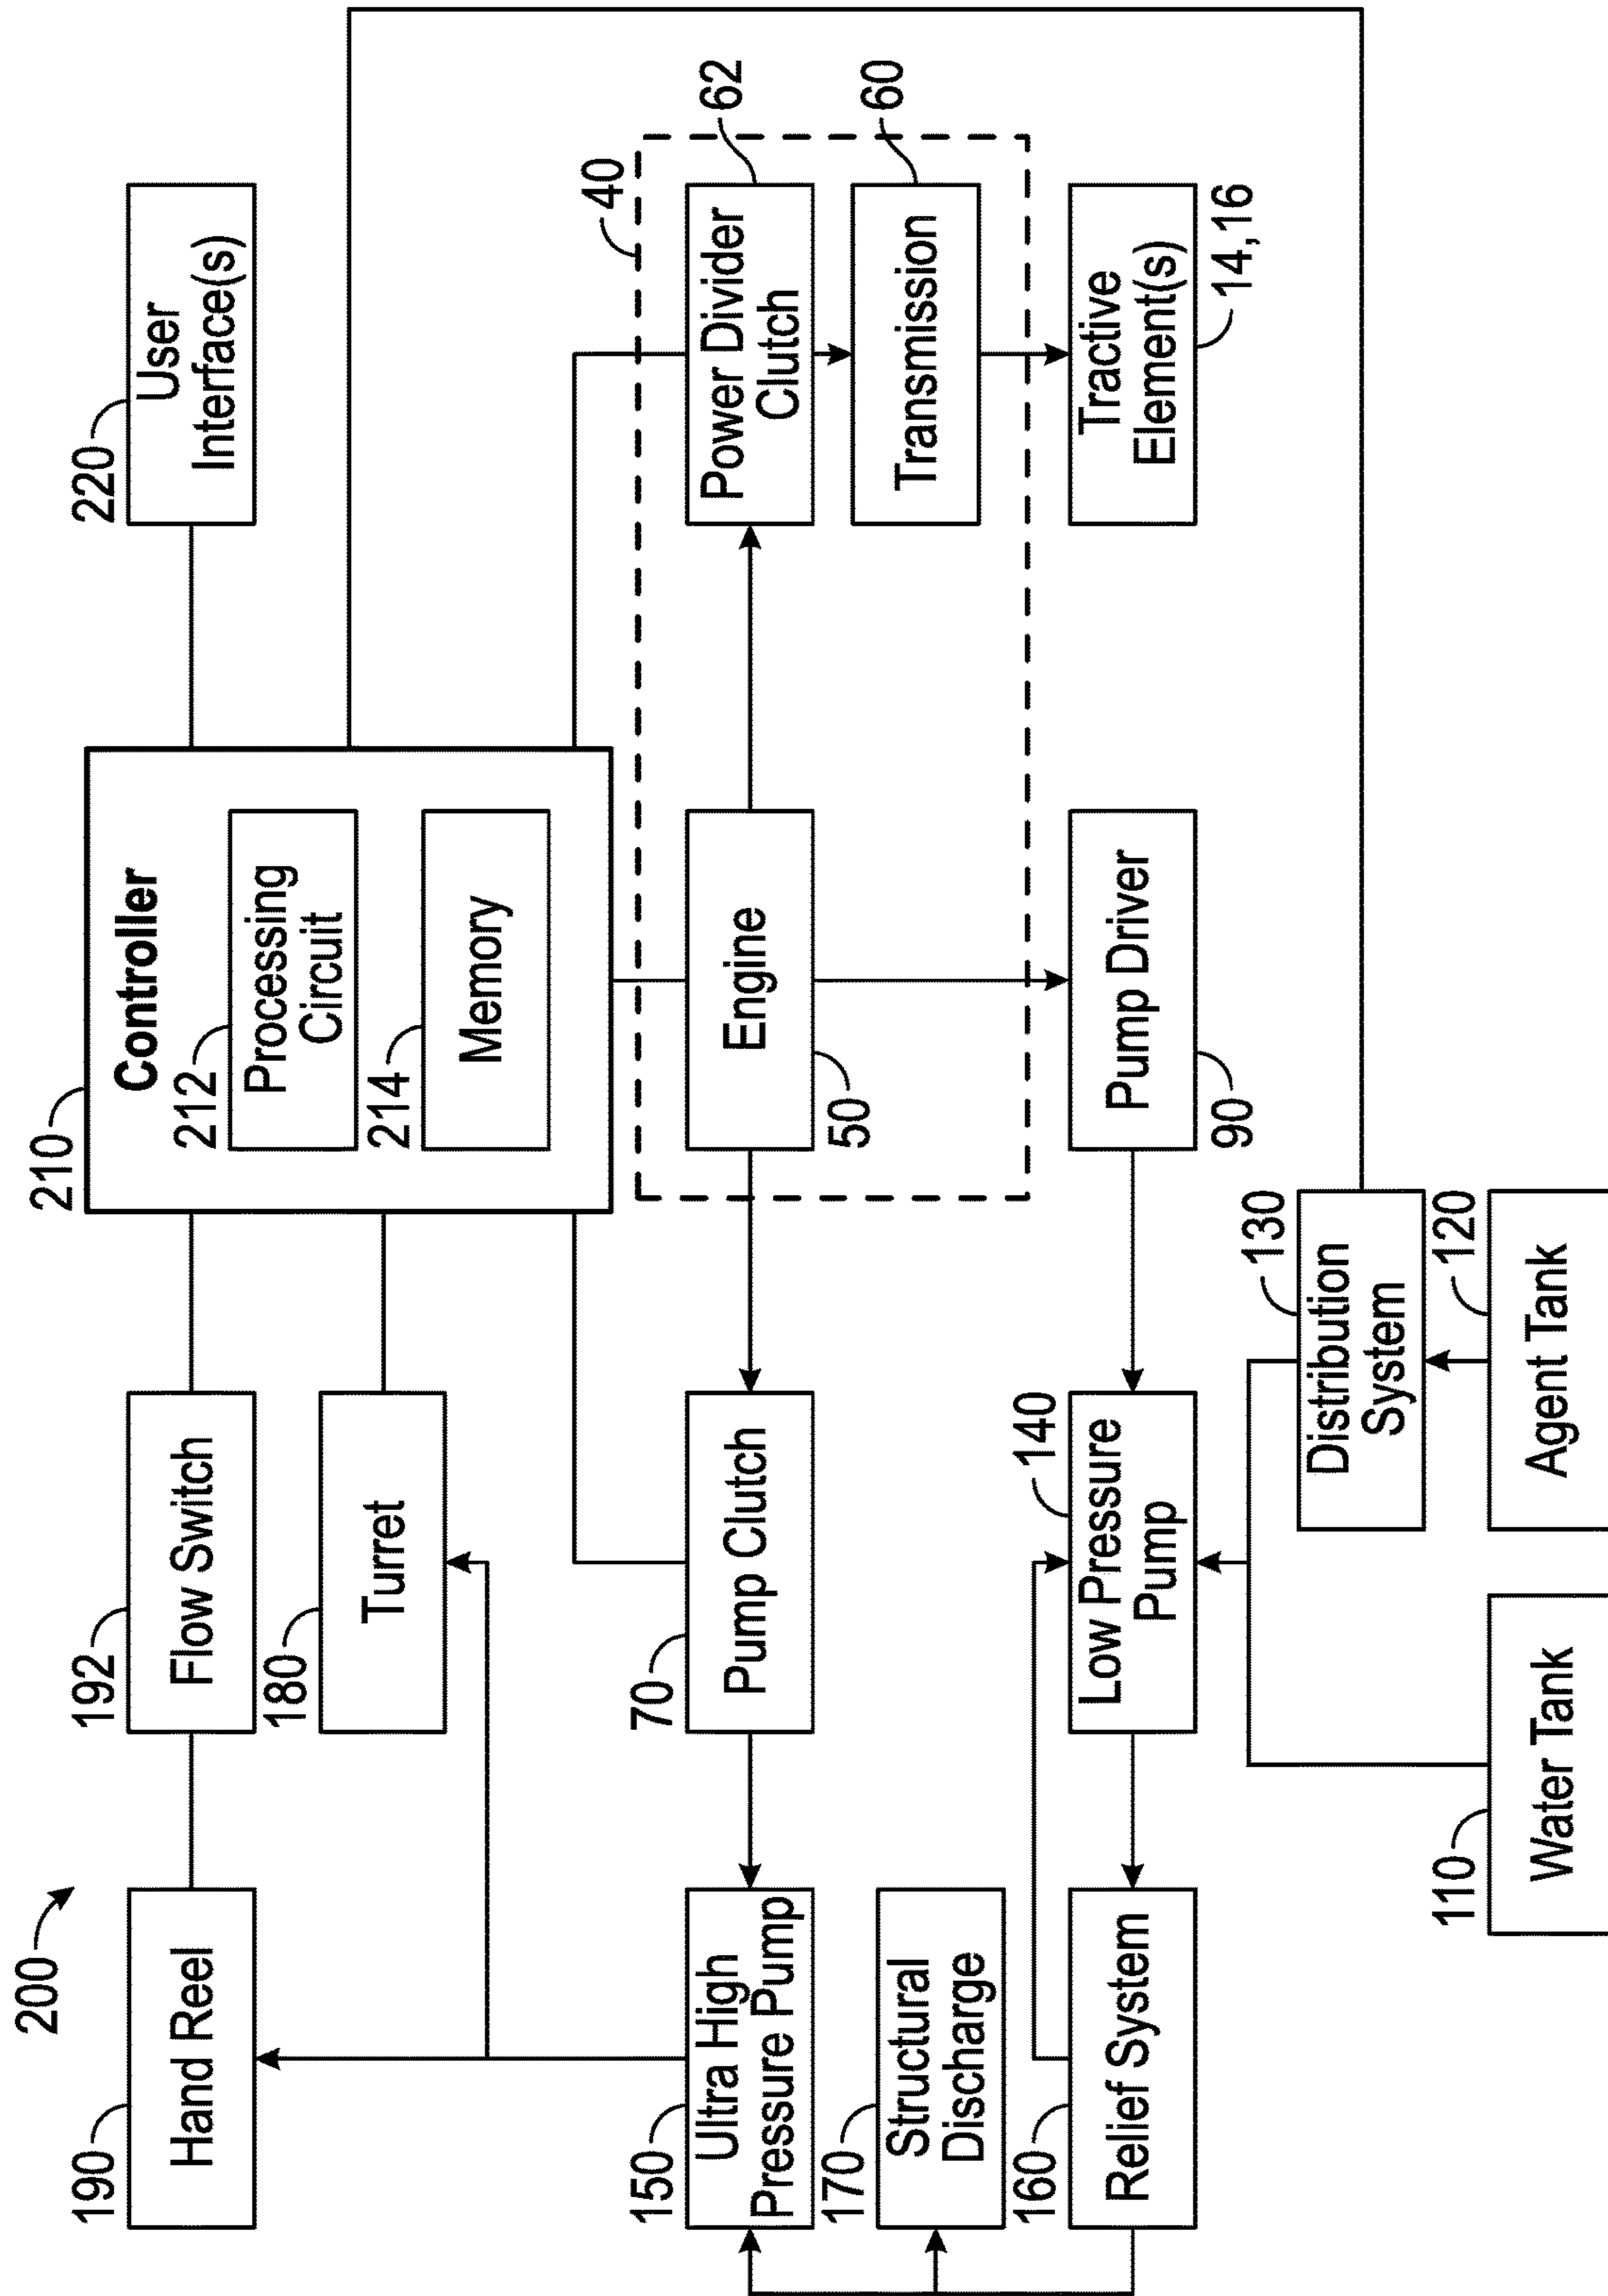 200
190
Hand Reel
192
Flow Switch
180
Turret
210
Controller
212
Processing
Circuit
214
Memory
220
User
Interface(s)
150
Ultra High
Pressure Pump
70
Pump Clutch
Engine
50
40
Power Divider
Clutch
62
Transmission
60
170
Structural
Discharge
160
Relief System
140
Low Pressure
Pump
Pump Driver
90
Tractive
Element(s)
14,16
130
Distribution
System
110
Water Tank
120
Agent Tank